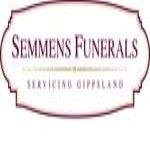 SEMMENS FUNERALS
SERVICING GIPPSLAND